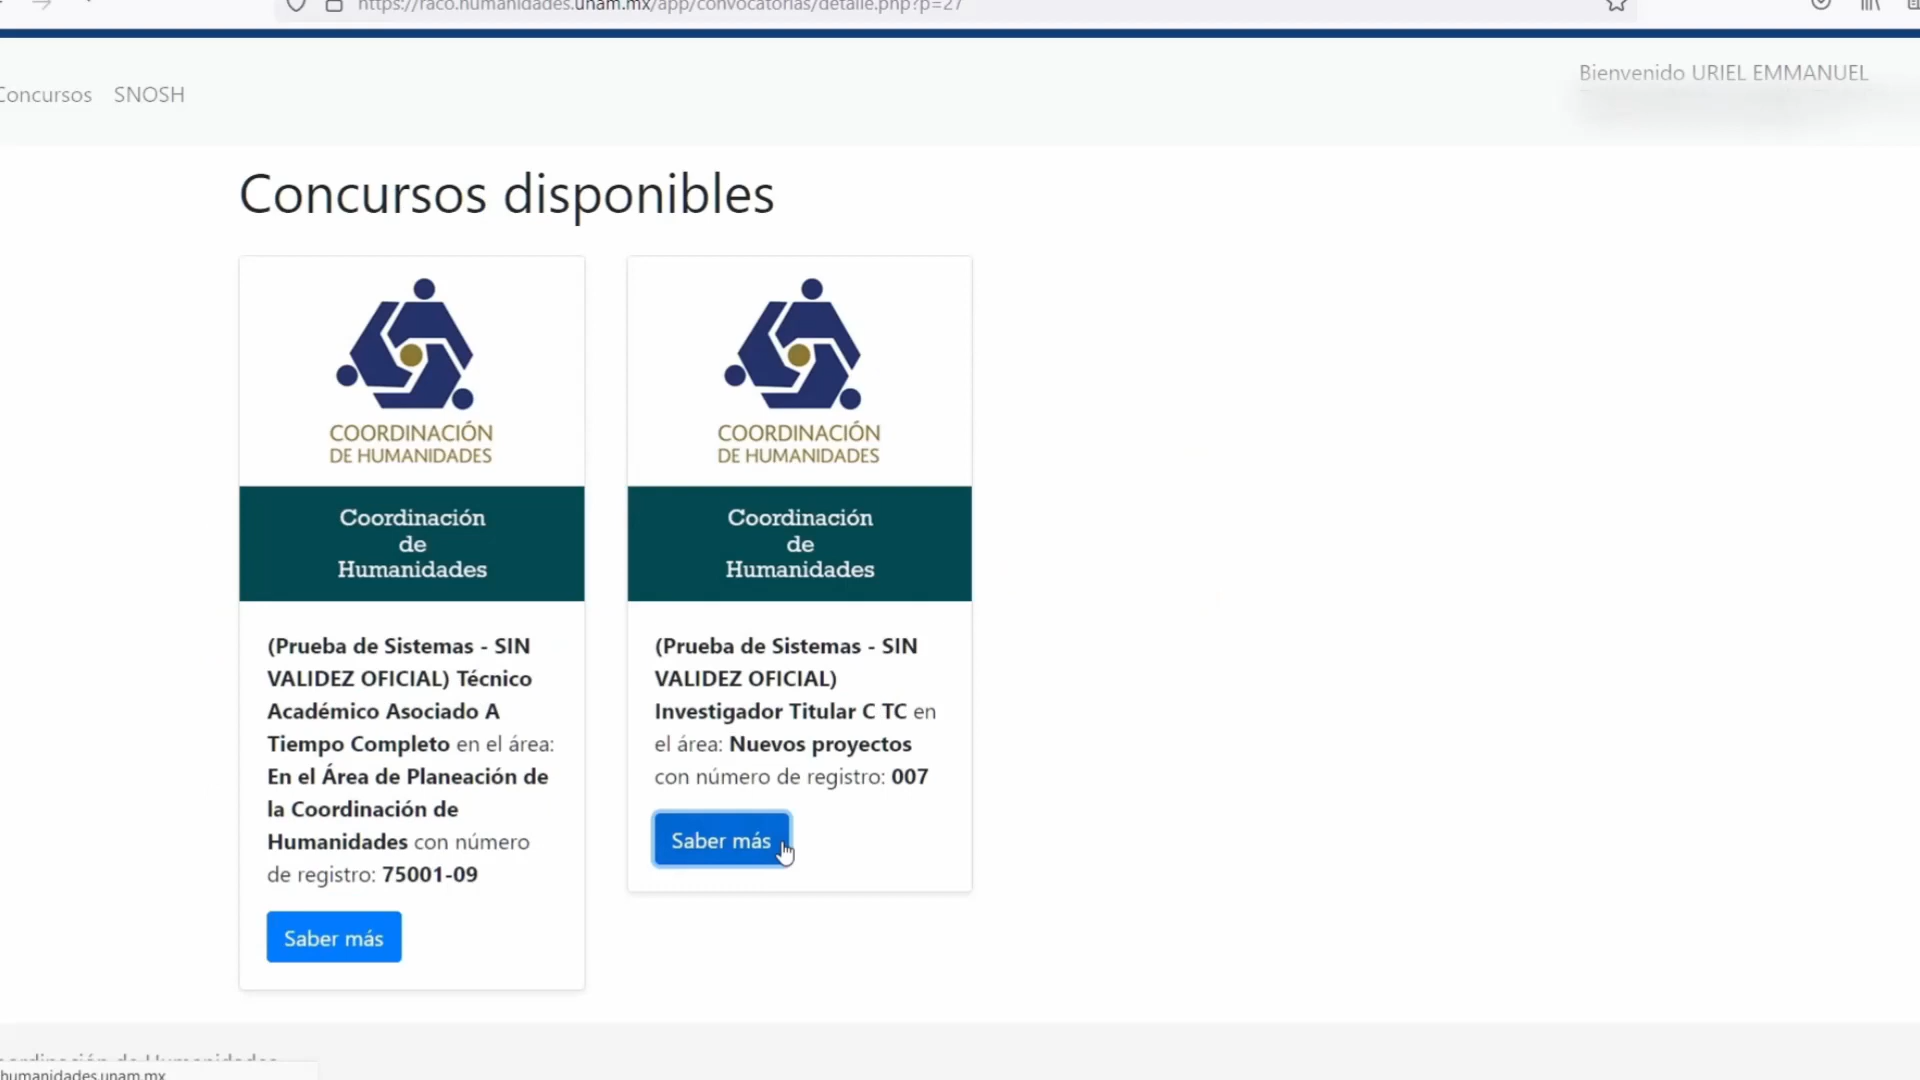 https://raco.humanidades.unam.mx/app/convocatorias/detalle.php?p=27
Concursos SNOSH
Bienvenido URIEL EMMANUEL
Concursos disponibles
COORDINACIÓN
DE HUMANIDADES
Coordinación
de
Humanidades
(Prueba de Sistemas - SIN
VALIDEZ OFICIAL) Técnico
Académico Asociado A
Tiempo Completo en el área:
En el Área de Planeación de
la Coordinación de
Humanidades con número
de registro: 75001-09
Saber más
COORDINACIÓN
DE HUMANIDADES
Coordinación
de
Humanidades
(Prueba de Sistemas - SIN
VALIDEZ OFICIAL)
Investigador Titular C TC en
el área: Nuevos proyectos
con número de registro: 007
Saber más
de Humanidades
humanidades.unam.mx